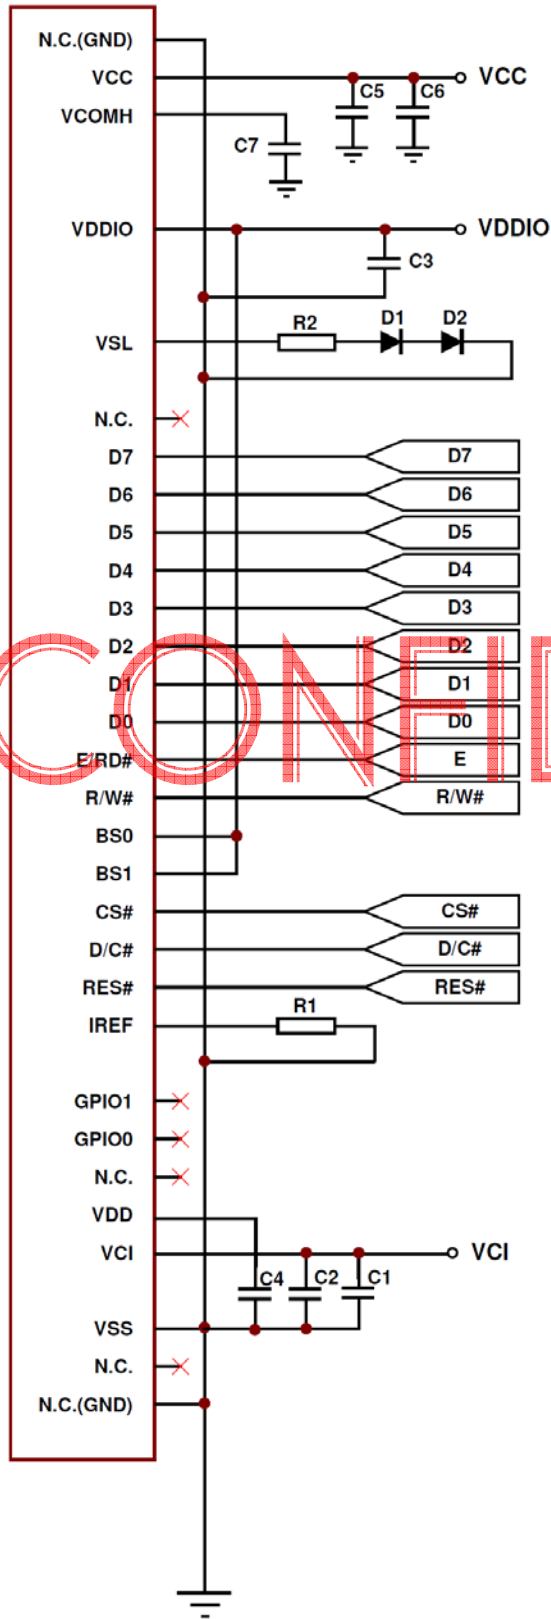 N.C.(GND)
VCC C5 C6 VCC
VCOMH
C7
VDDIO VDDIO
C3
VSL R2 D1 D2
N.C.
D7 D7
D6 D6
D5 D5
D4 D4
D3 D3
D2 D2
D1 D1
D0 D0
E/RD# E
R/W# R/W#
BS0
BS1
CS# CS#
D/C# D/C#
RES# RES#
IREF R1
GPIO1
GPIO0
N.C.
VDD
VCI VCI
C4 C2 C1
VSS
N.C.
N.C.(GND)
CONFID